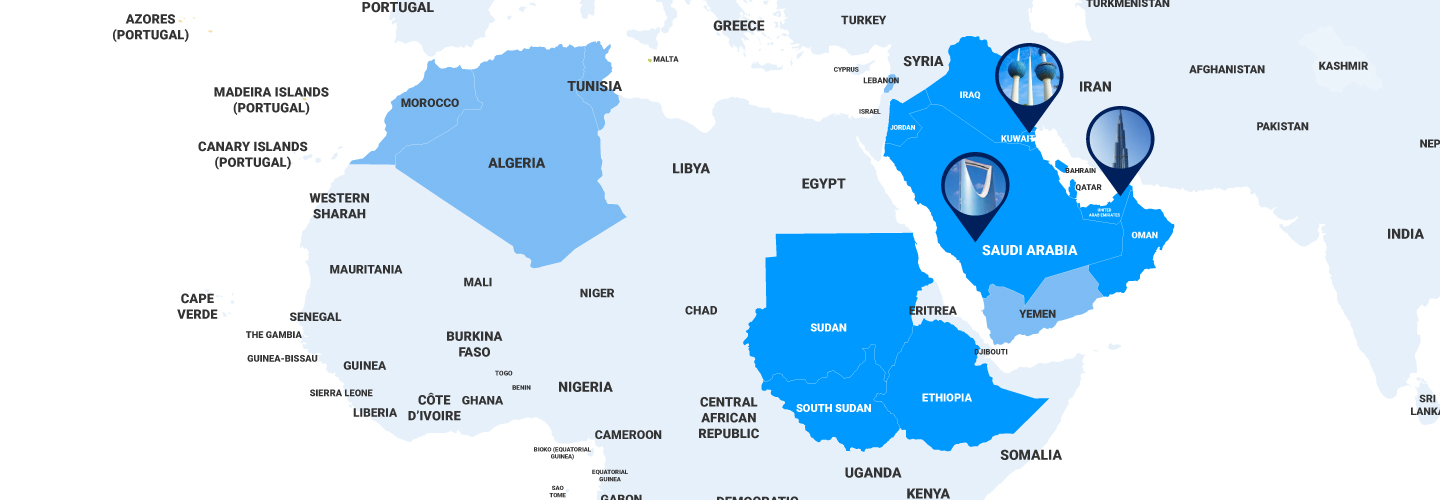 PORTUGAL
TURKMENISTAN
AZORES
(PORTUGAL)
GREECE
TURKEY
SYRIA
MALTA
CYPRUS
LEBANON
IRAN
AFGHANISTAN
KASHMIR
TUNISIA
MADEIRA ISLANDS
(PORTUGAL)
MOROCCO
IRAQ
ISRAEL
JORDAN
KUWAIT
PAKISTAN
NEP
CANARY ISLANDS
(PORTUGAL)
ALGERIA
LIBYA
EGYPT
BAHRAIN
QATAR
WESTERN
SHARAH
UNITED
ARAB EMIRATES
OMAN
INDIA
SAUDI ARABIA
MAURITANIA
MALI
NIGER
CAPE
VERDE
CHAD
ERITREA
YEMEN
SENEGAL
SUDAN
THE GAMBIA
BURKINA
FASO
GUINEA-BISSAU
DJIBOUTI
GUINEA
TOGO
BENIN
NIGERIA
SIERRA LEONE
CÔTE
D'IVOIRE
GHANA
LIBERIA
CENTRAL
AFRICAN
REPUBLIC
SOUTH SUDAN
ETHIOPIA
SRI
LANKA
CAMEROON
BIOKO (EQUATORIAL
GUINEA)
SOMALIA
EQUATORIAL
GUINEA
UGANDA
SAO
TOME
GABON
DEMOCRATIC
KENYA